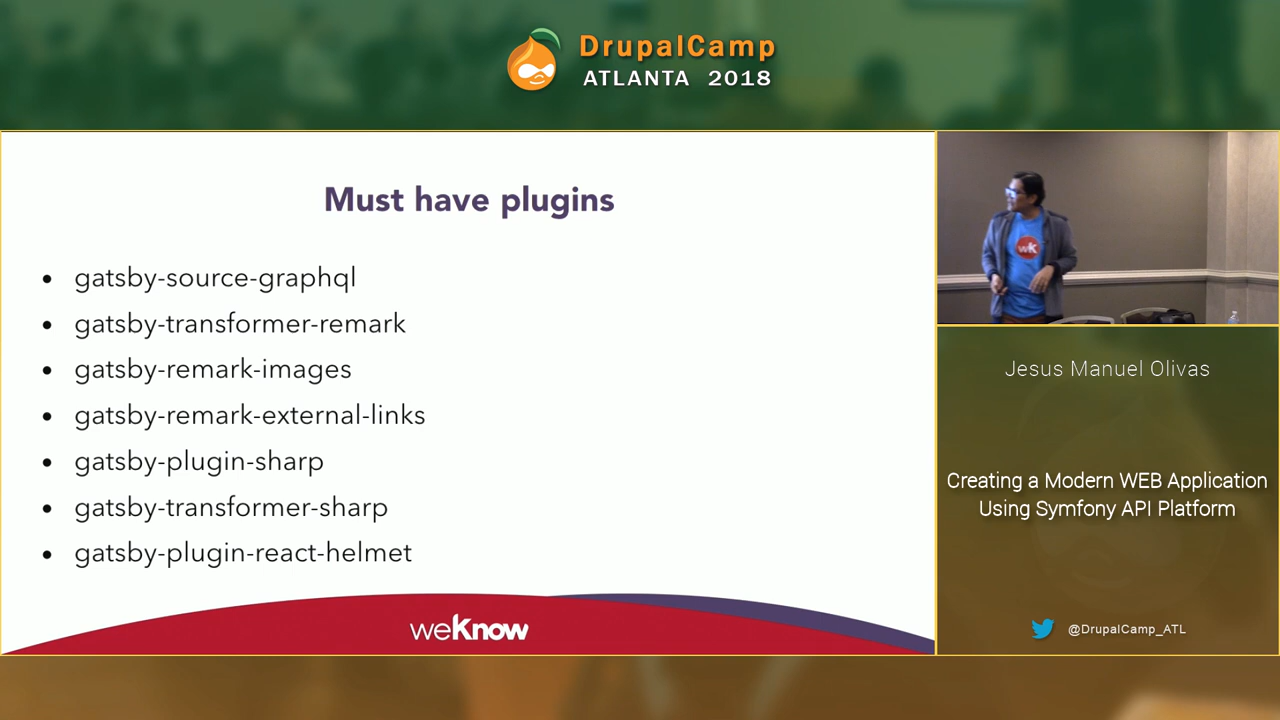 DrupalCamp
ATLANTA 2018
Must have plugins
• gatsby-source-graphql
• gatsby-transformer-remark
• gatsby-remark-images
• gatsby-remark-external-links
• gatsby-plugin-sharp
• gatsby-transformer-sharp
• gatsby-plugin-react-helmet
weKnow
wk
Jesus Manuel Olivas
Creating a Modern WEB Application
Using Symfony API Platform
@DrupalCamp_ATL